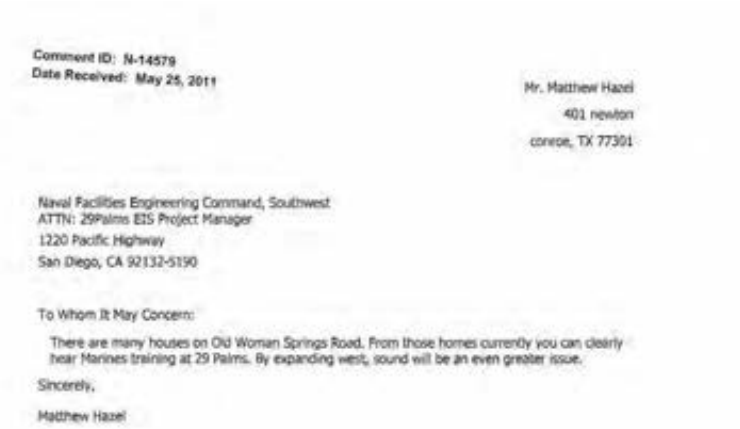 Comment ID: N-14579
Date Received: May 25, 2011
Mr. Matthew Hazel
401 newton
conroe, TX 77301
Naval Facilities Engineering Command, Southwest
ATTN: 29Palms EIS Project Manager
1220 Pacific Highway
San Diego, CA 92132-5190
To Whom It May Concern:
There are many houses on Old Woman Springs Road. From those homes currently you can clearly
hear Marines training at 29 Palms. By expanding west, sound will be an even greater issue.
Sincerely,
Matthew Hazel